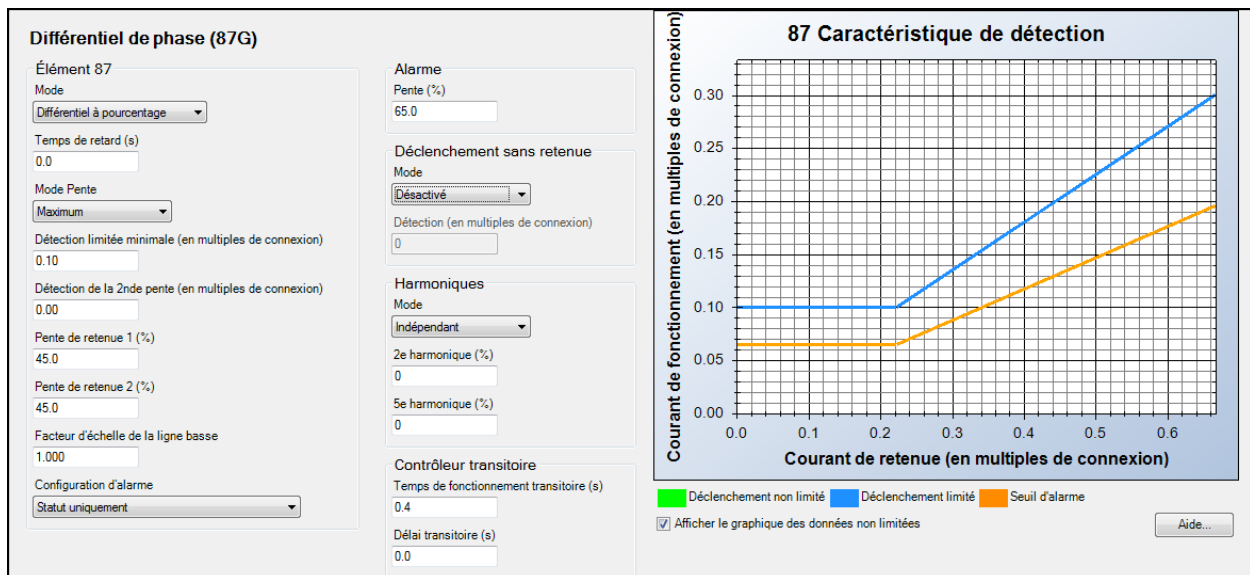 Différentiel de phase (87G)
Élément 87
Mode
Différentiel à pourcentage
Temps de retard (s)
0.0
Mode Pente
Maximum
Détection limitée minimale (en multiples de connexion)
0.10
Détection de la 2nde pente (en multiples de connexion)
0.00
Pente de retenue 1 (%)
45.0
Pente de retenue 2 (%)
45.0
Facteur d'échelle de la ligne basse
1.000
Configuration d'alarme
Statut uniquement
Alarme
Pente (%)
65.0
Déclenchement sans retenue
Mode
Désactivé
Détection (en multiples de connexion)
0
Harmoniques
Mode
Indépendant
2e harmonique (%)
0
5e harmonique (%)
0
Contrôleur transitoire
Temps de fonctionnement transitoire (s)
0.4
Délai transitoire (s)
0.0
87 Caractéristique de détection
Courant de fonctionnement (en multiples de connexion)
0.30
0.25
0.20
0.15
0.10
0.05
0.00
0.0 0.1 0.2 0.3 0.4 0.5 0.6
Courant de retenue (en multiples de connexion)
Déclenchement non limité Déclenchement limité Seuil d'alarme
Afficher le graphique des données non limitées
Aide...